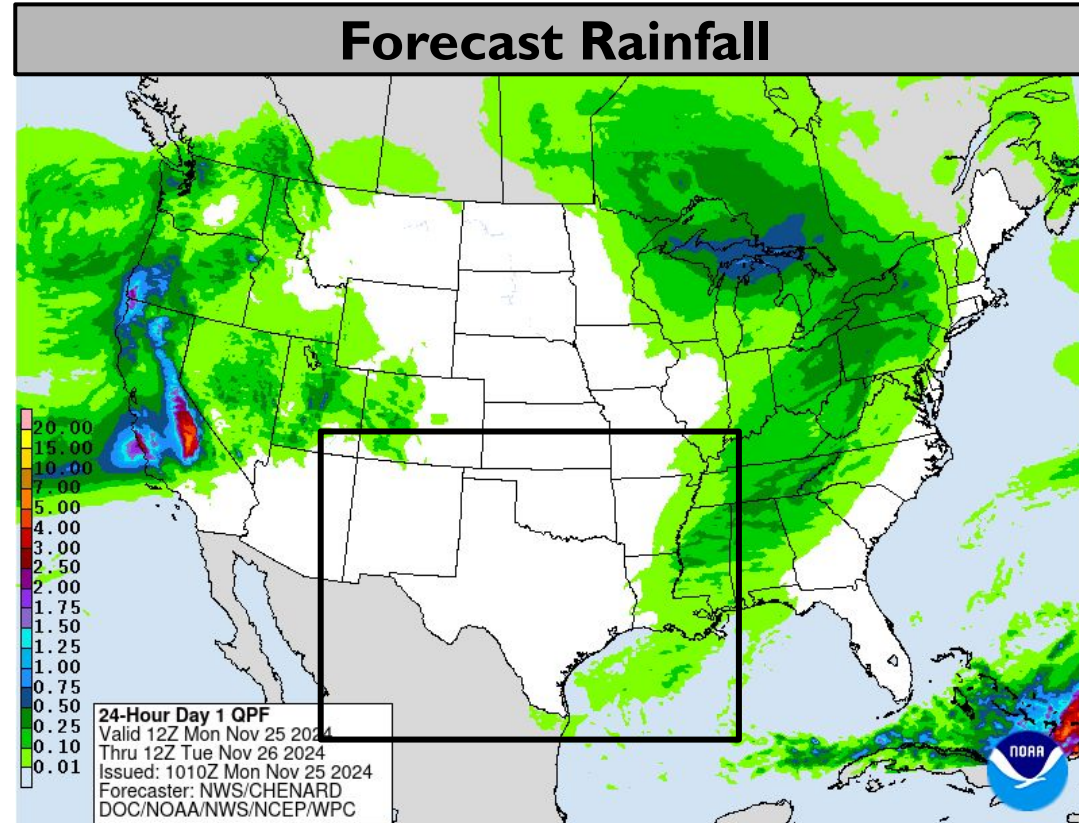 Forecast Rainfall
20.00
15.00
10.00
7.00
5.00
4.00
3.00
2.50
2.00
1.75
1.50
1.25
1.00
0.75
0.50
0.25
0.10
0.01
24-Hour Day 1 QPF
Valid 12Z Mon Nov 25 2024
Thru 12Z Tue Nov 26 2024
Issued: 1010Z Mon Nov 25 2024
Forecaster: NWS/CHENARD
DOC/NOAA/NWS/NCEP/WPC
NOAA